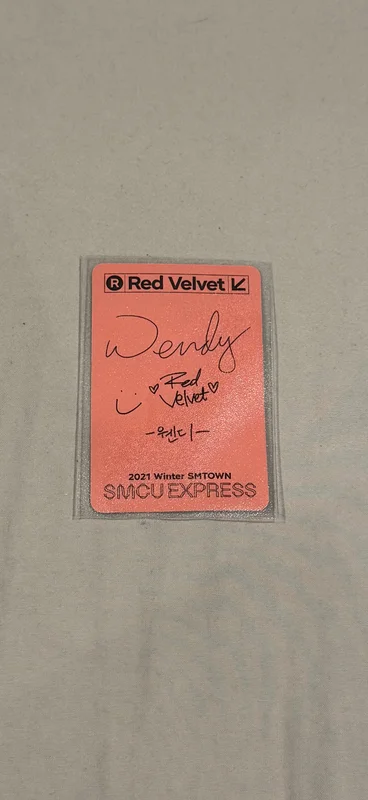 R Red Velvet
Wendy
Red
Velvet
-웬디-
2021 Winter SMTOWN
SMCU EXPRESS